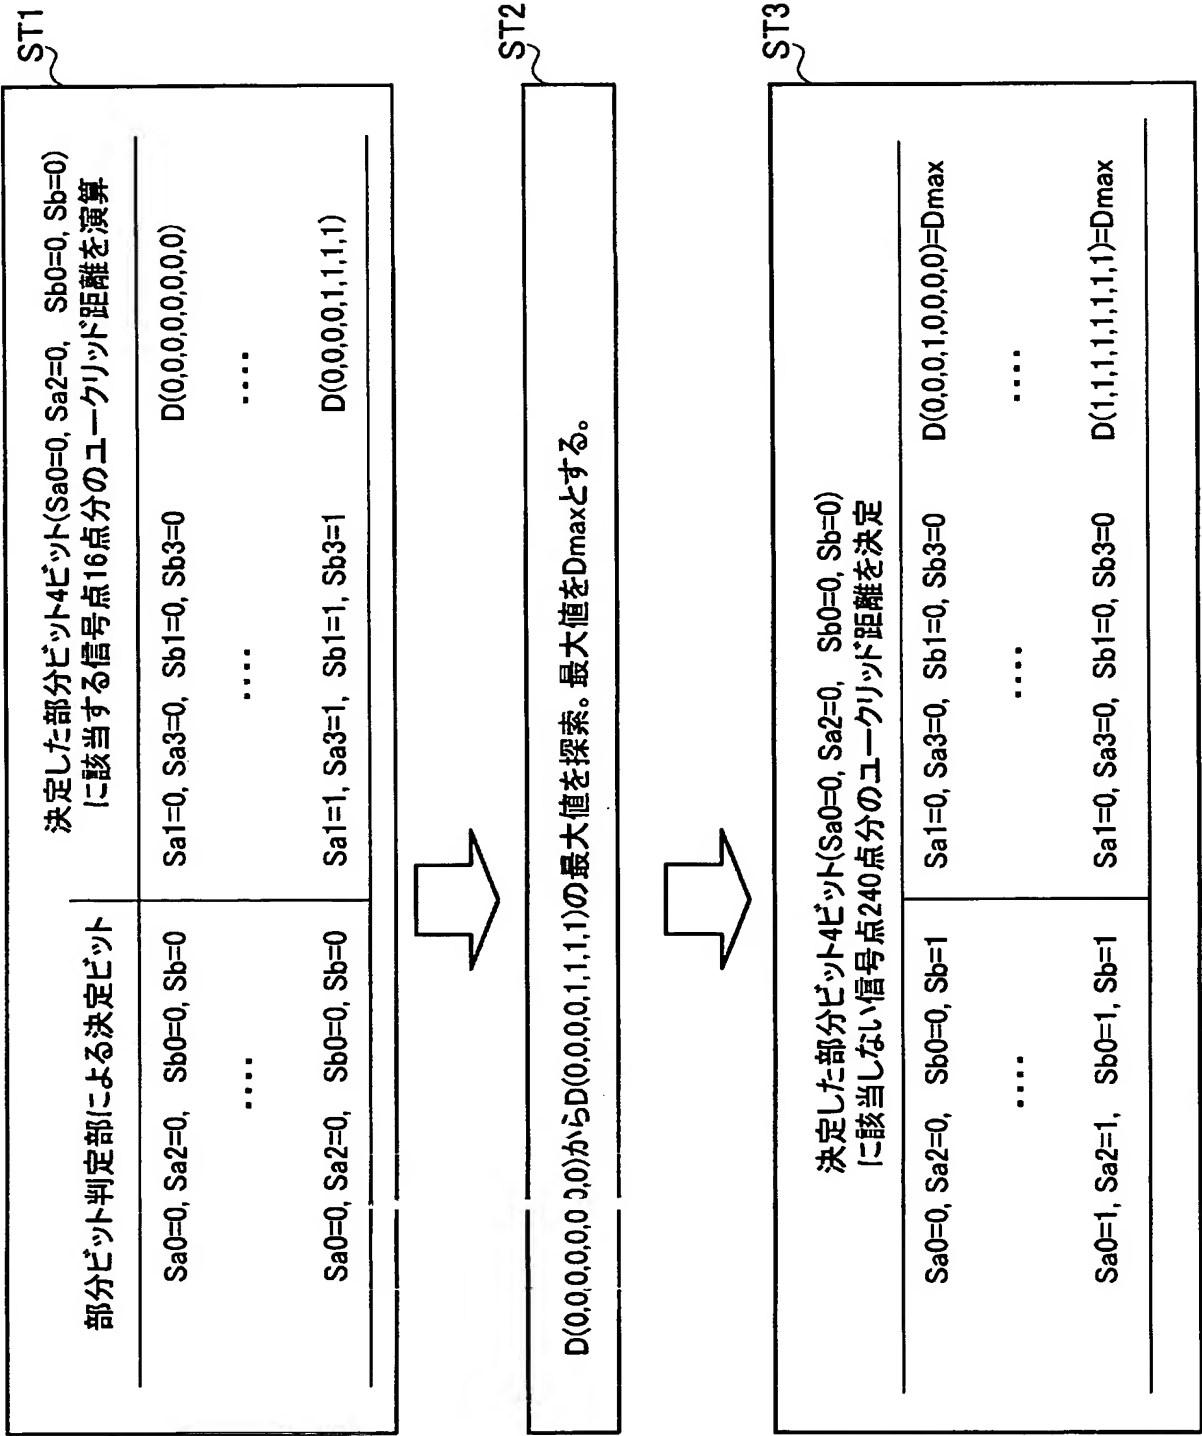 ST1
部分ビット判定部による決定ビット
決定した部分ビット4ビット(Sa0=0, Sa2=0, Sb0=0, Sb=0)
に該当する信号点16点分のユークリッド距離を演算
Sa0=0, Sa2=0, Sb0=0, Sb=0 Sa1=0, Sa3=0, Sb1=0, Sb3=0 D(0,0,0,0,0,0,0,0)
‥‥ ‥‥ ‥‥
Sa0=0, Sa2=0, Sb0=0, Sb=0 Sa1=1, Sa3=1, Sb1=1, Sb3=1 D(0,0,0,0,1,1,1,1)
ST2
D(0,0,0,0,0,0,0,0)からD(0,0,0,0,1,1,1,1)の最大値を探索。最大値をDmaxとする。
ST3
決定した部分ビット4ビット(Sa0=0, Sa2=0, Sb0=0, Sb=0)
に該当しない信号点240点分のユークリッド距離を決定
Sa0=0, Sa2=0, Sb0=0, Sb=1 Sa1=0, Sa3=0, Sb1=0, Sb3=0 D(0,0,0,1,0,0,0,0)=Dmax
‥‥ ‥‥ ‥‥
Sa0=1, Sa2=1, Sb0=1, Sb=1 Sa1=0, Sa3=0, Sb1=0, Sb3=0 D(1,1,1,1,1,1,1,1)=Dmax